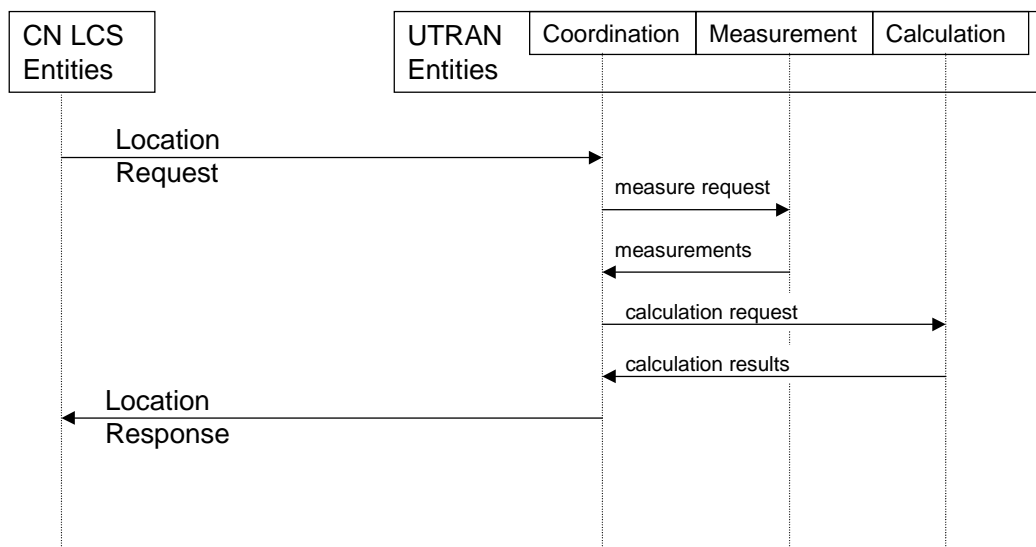 CN LCS
Entities
UTRAN
Entities
Coordination
Measurement
Calculation
Location
Request
measure request
measurements
calculation request
calculation results
Location
Response